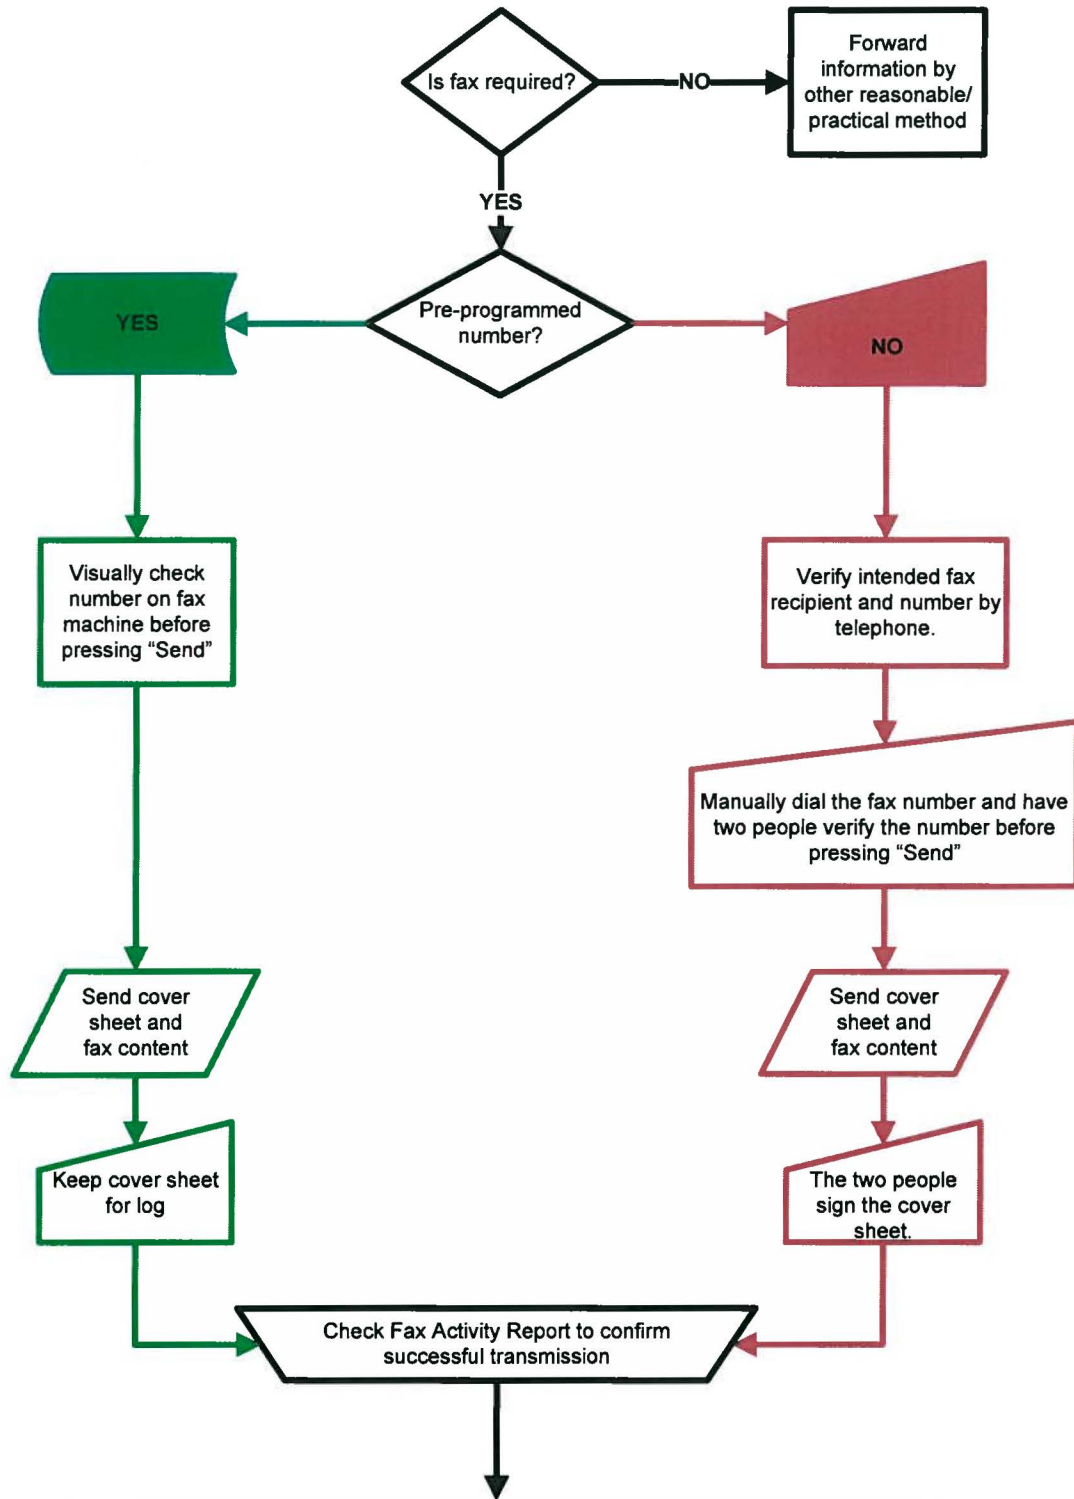 Is fax required?
NO
Forward
information by
other reasonable/
practical method
YES
Pre-programmed
number?
YES
NO
Visually check
number on fax
machine before
pressing “Send”
Verify intended fax
recipient and number by
telephone.
Manually dial the fax number and have
two people verify the number before
pressing “Send”
Send cover
sheet and
fax content
Send cover
sheet and
fax content
Keep cover sheet
for log
The two people
sign the cover
sheet.
Check Fax Activity Report to confirm
successful transmission